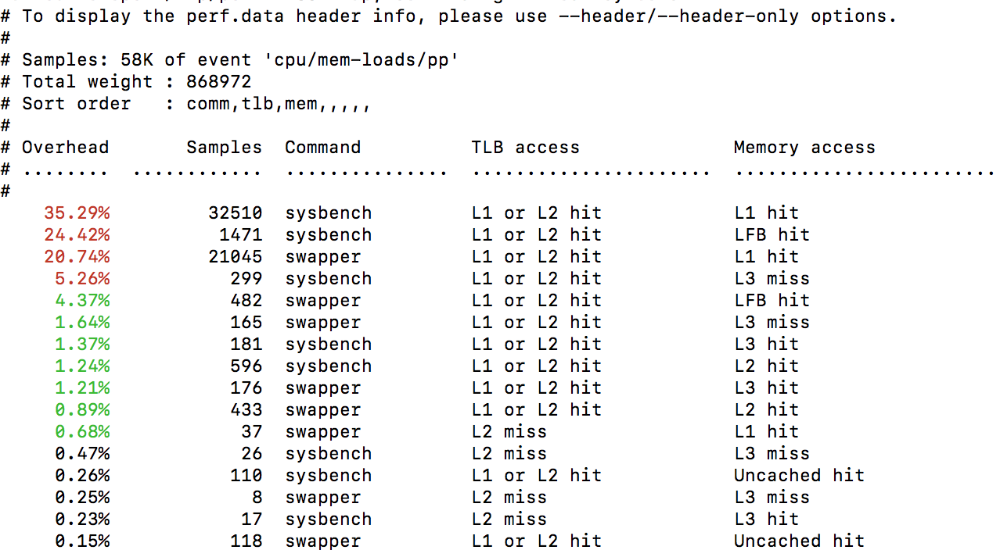 # To display the perf.data header info, please use --header/--header-only options.
#
# Samples: 58K of event 'cpu/mem-loads/pp'
# Total weight : 868972
# Sort order   : comm,tlb,mem,,,,,
#
# Overhead       Samples  Command          TLB access              Memory access
# ........  ............  ...............  ......................  ........................
#
    35.29%         32510  sysbench         L1 or L2 hit            L1 hit
    24.42%          1471  sysbench         L1 or L2 hit            LFB hit
    20.74%         21045  swapper          L1 or L2 hit            L1 hit
     5.26%           299  sysbench         L1 or L2 hit            L3 miss
     4.37%           482  swapper          L1 or L2 hit            LFB hit
     1.64%           165  swapper          L1 or L2 hit            L3 miss
     1.37%           181  sysbench         L1 or L2 hit            L3 hit
     1.24%           596  sysbench         L1 or L2 hit            L2 hit
     1.21%           176  swapper          L1 or L2 hit            L3 hit
     0.89%           433  swapper          L1 or L2 hit            L2 hit
     0.68%            37  swapper          L2 miss                 L1 hit
     0.47%            26  sysbench         L2 miss                 L3 miss
     0.26%           110  sysbench         L1 or L2 hit            Uncached hit
     0.25%             8  swapper          L2 miss                 L3 miss
     0.23%            17  sysbench         L2 miss                 L3 hit
     0.15%           118  swapper          L1 or L2 hit            Uncached hit